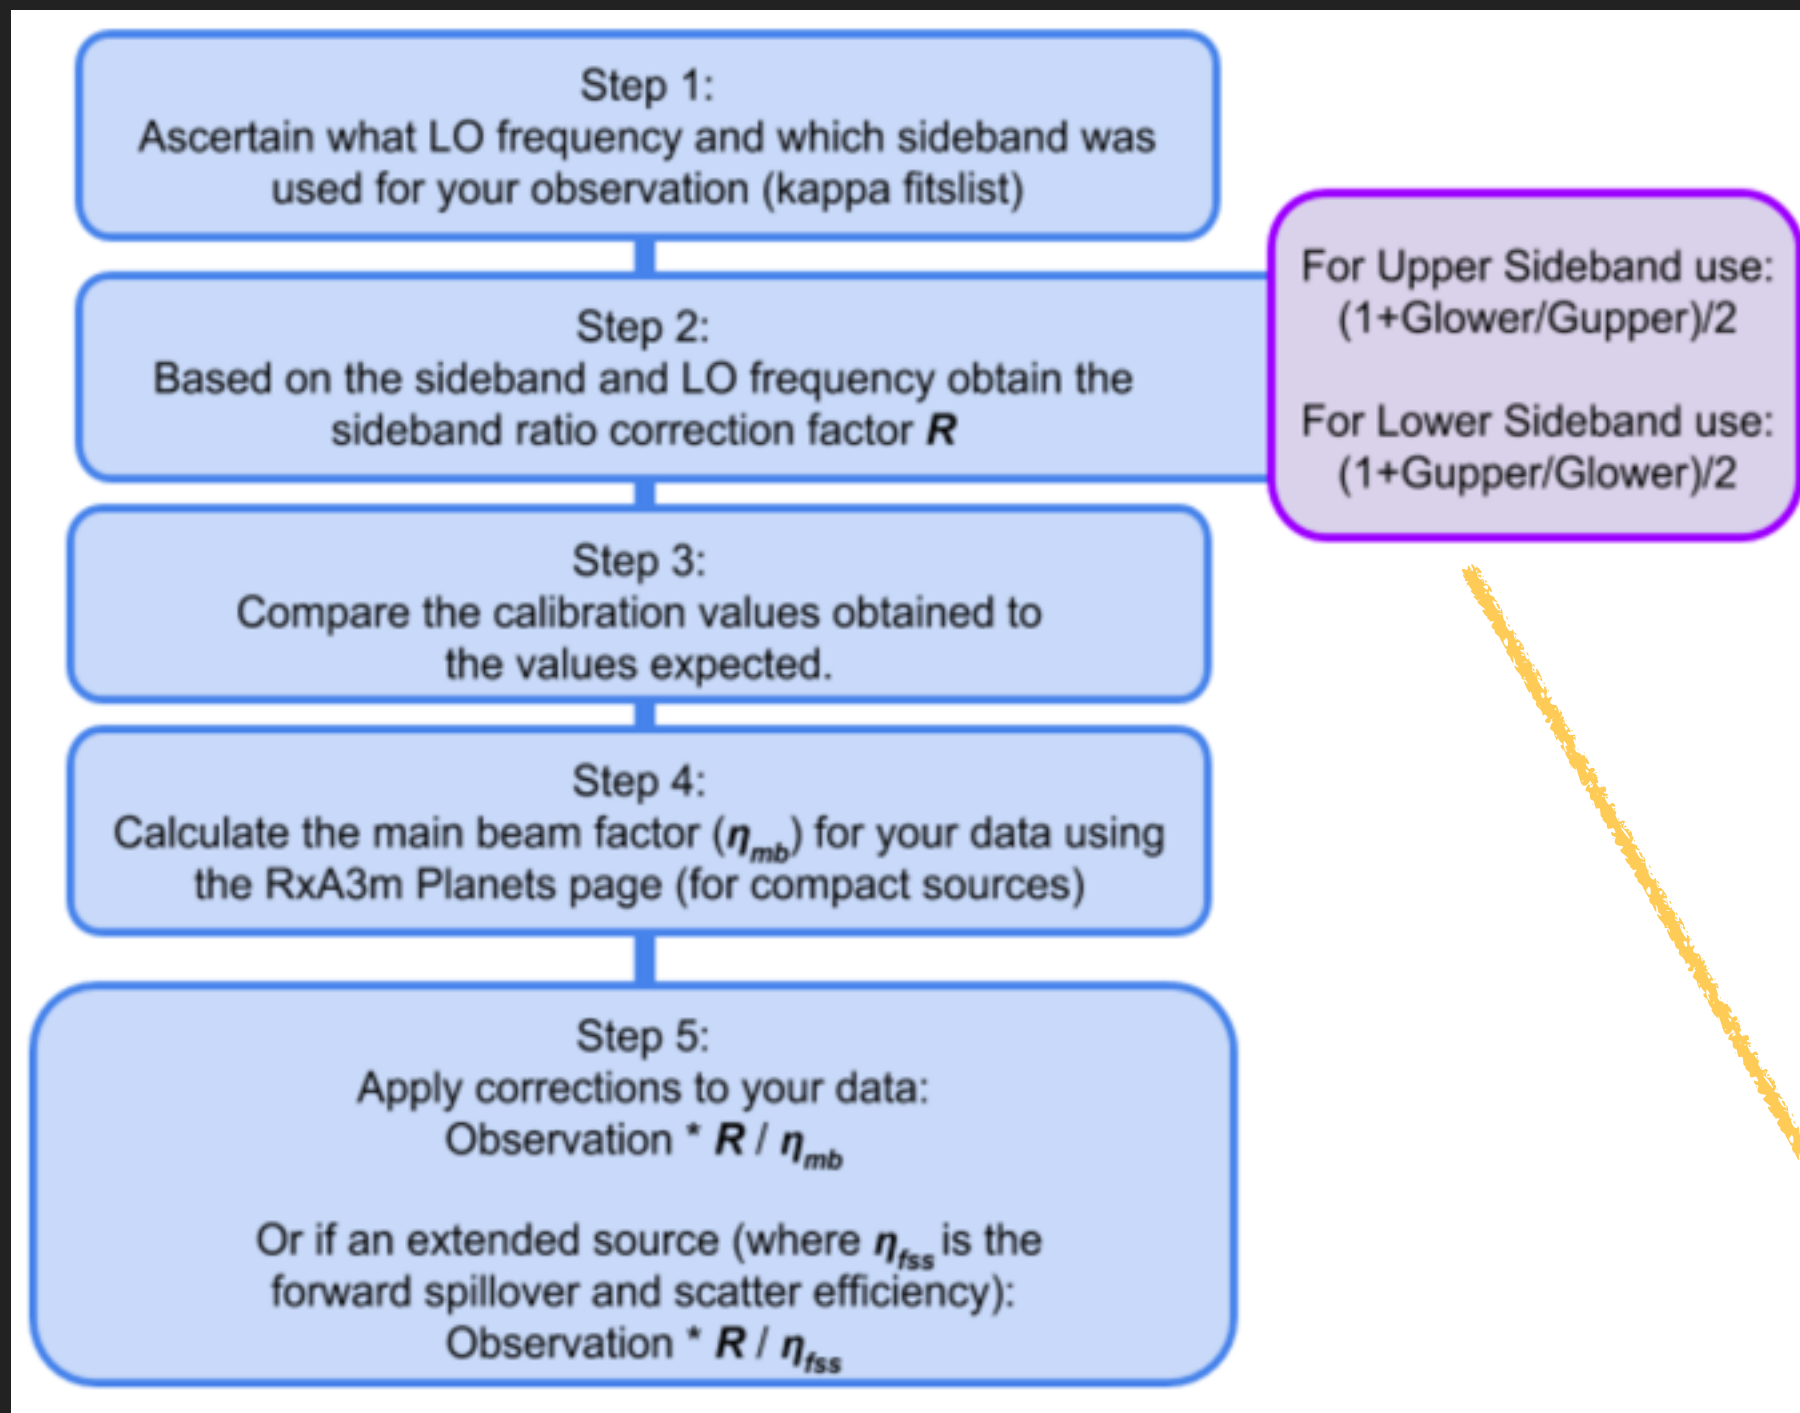 Step 1:
Ascertain what LO frequency and which sideband was
used for your observation (kappa fitslist)
Step 2:
Based on the sideband and LO frequency obtain the
sideband ratio correction factor R
For Upper Sideband use:
(1+Glower/Gupper)/2
For Lower Sideband use:
(1+Gupper/Glower)/2
Step 3:
Compare the calibration values obtained to
the values expected.
Step 4:
Calculate the main beam factor (ηmb) for your data using
the RxA3m Planets page (for compact sources)
Step 5:
Apply corrections to your data:
Observation * R / ηmb
Or if an extended source (where ηfss is the
forward spillover and scatter efficiency):
Observation * R / ηfss